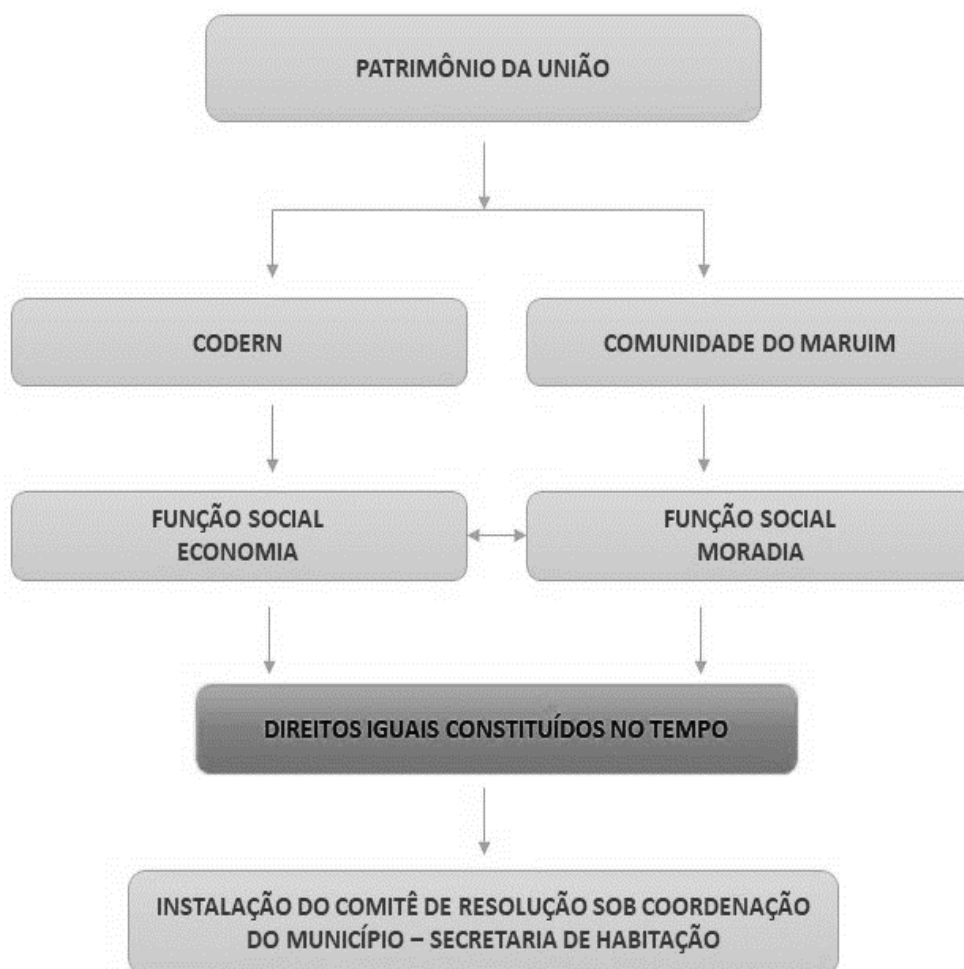 PATRIMÔNIO DA UNIÃO
CODERN
COMUNIDADE DO MARUIM
FUNÇÃO SOCIAL
ECONOMIA
FUNÇÃO SOCIAL
MORADIA
DIREITOS IGUAIS CONSTITUÍDOS NO TEMPO
INSTALAÇÃO DO COMITÊ DE RESOLUÇÃO SOB COORDENAÇÃO
DO MUNICÍPIO – SECRETARIA DE HABITAÇÃO